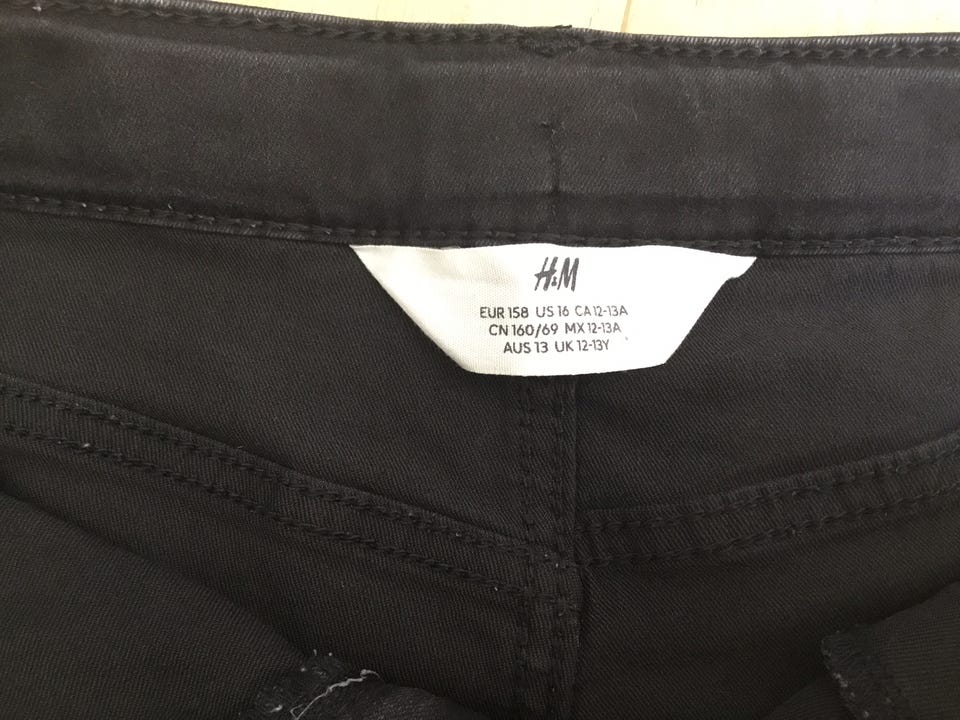 H&M
EUR 158 US 16 CA 12-13A
CN 160/69 MX 12-13A
AUS 13 UK 12-13Y